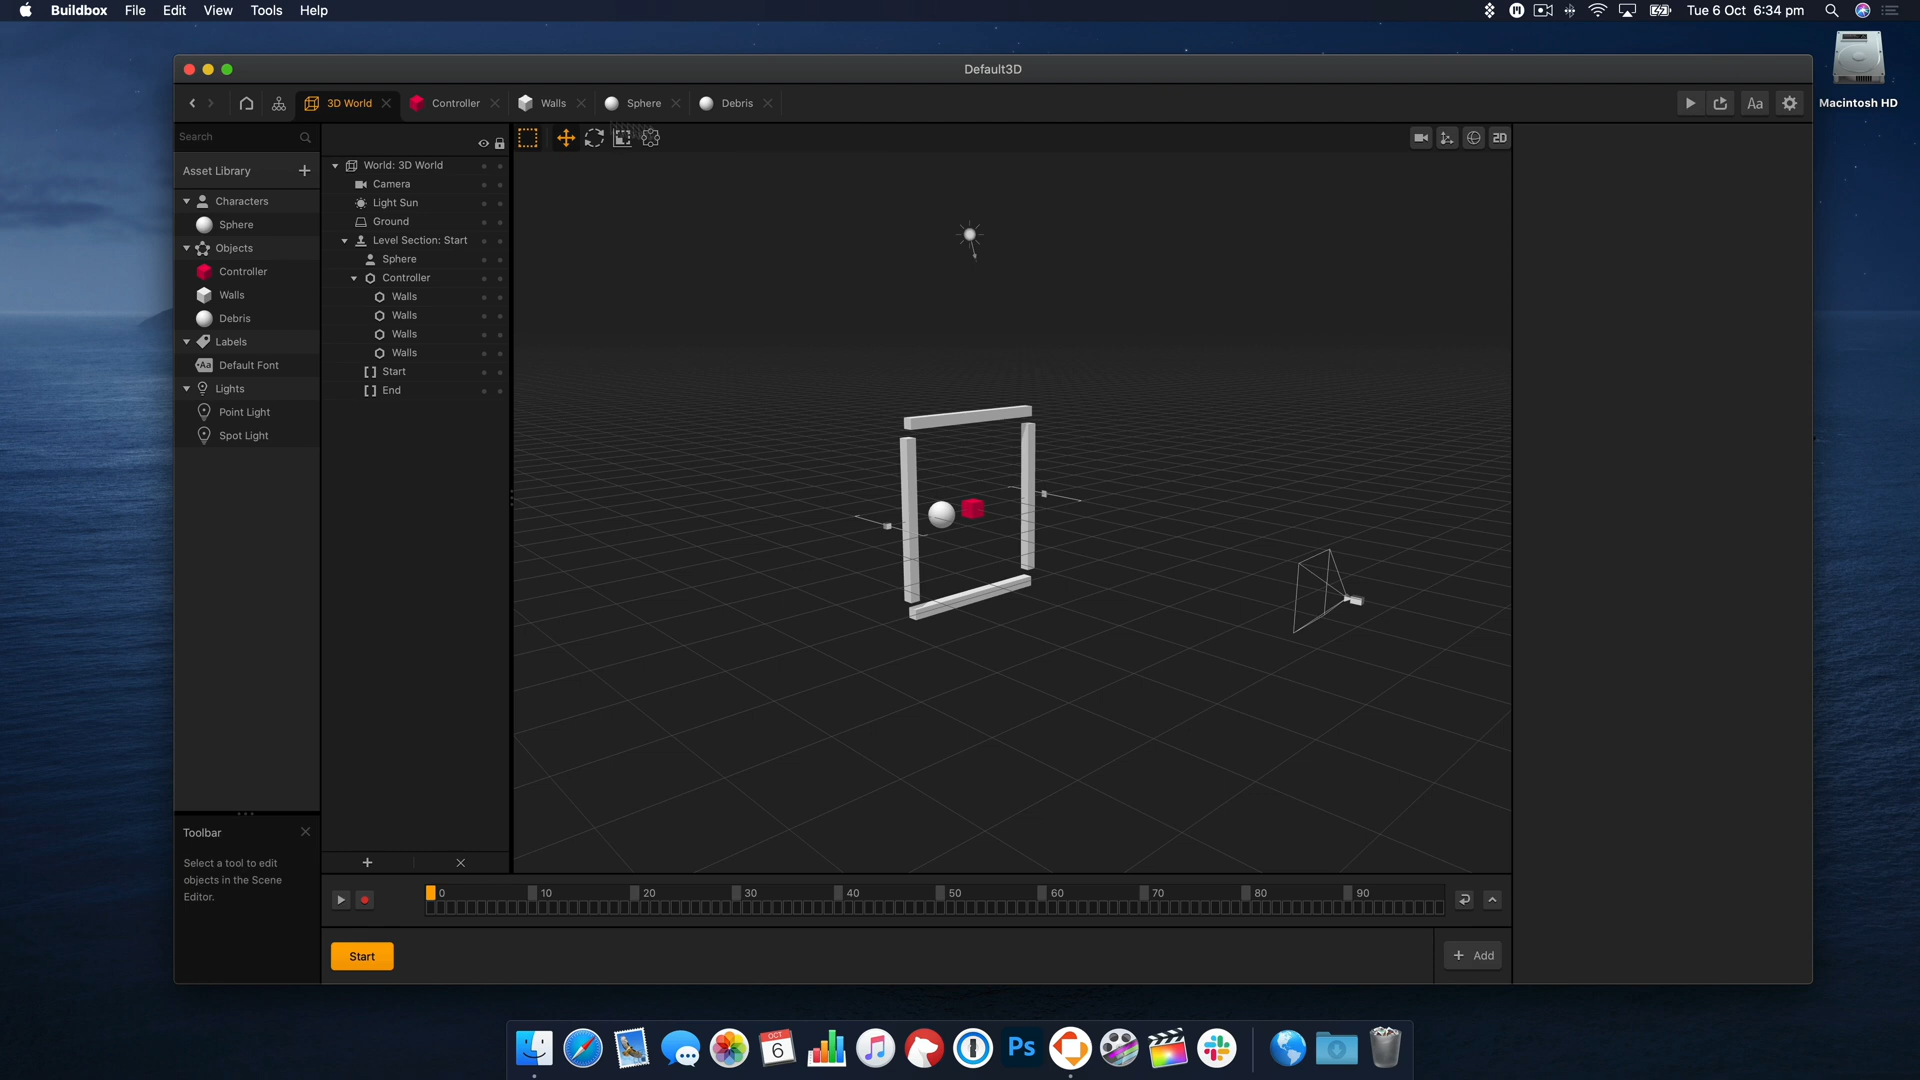 Buildbox File Edit View Tools Help
Tue 6 Oct 6:34 pm
Default3D
Macintosh HD
3D World
Controller
Walls
Sphere
Debris
Aa
Search
Asset Library
Characters
Sphere
Objects
Controller
Walls
Debris
Labels
Aa Default Font
Lights
Point Light
Spot Light
World: 3D World
Camera
Light Sun
Ground
Level Section: Start
Sphere
Controller
Walls
Walls
Walls
Walls
Start
End
2D
Toolbar
Select a tool to edit
objects in the Scene
Editor.
0 10 20 30 40 50 60 70 80 90
Start
Add
OCT
6
Ps